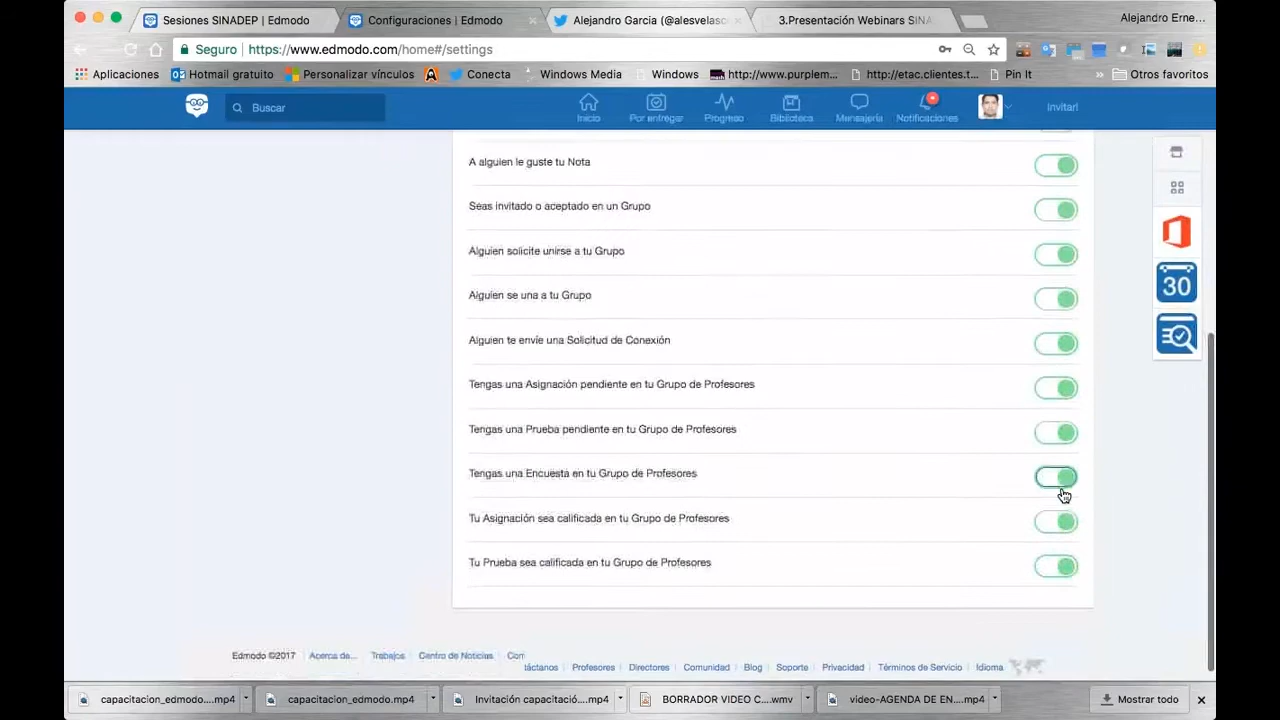 Sesiones SINADEP | Edmodo
Configuraciones | Edmodo
Alejandro Garcia (@alesvelasc
3.Presentación Webinars SINA
Alejandro Erne...
Seguro
https://www.edmodo.com/home#/settings
Aplicaciones
Hotmail gratuito
Personalizar vínculos
Conecta
Windows Media
Windows
http://www.purplem...
http://etac.clientes.t...
Pin It
»
Otros favoritos
Buscar
Inicio
Por entregar
Progreso
Biblioteca
Mensajería
Notificaciones
Invitar!
A alguien le guste tu Nota
Seas invitado o aceptado en un Grupo
Alguien solicite unirse a tu Grupo
Alguien se una a tu Grupo
Alguien te envíe una Solicitud de Conexión
Tengas una Asignación pendiente en tu Grupo de Profesores
Tengas una Prueba pendiente en tu Grupo de Profesores
Tengas una Encuesta en tu Grupo de Profesores
Tu Asignación sea calificada en tu Grupo de Profesores
Tu Prueba sea calificada en tu Grupo de Profesores
30
Edmodo ©2017
Acerca de...
Trabajos
Centro de Noticias
Com
táctanos
Profesores
Directores
Comunidad
Blog
Soporte
Privacidad
Términos de Servicio
Idioma
capacitacion_edmodo....mp4
capacitacion_edmodo.mp4
Invitación capacitació....mp4
BORRADOR VIDEO C....wmv
video-AGENDA DE EN....mp4
Mostrar todo